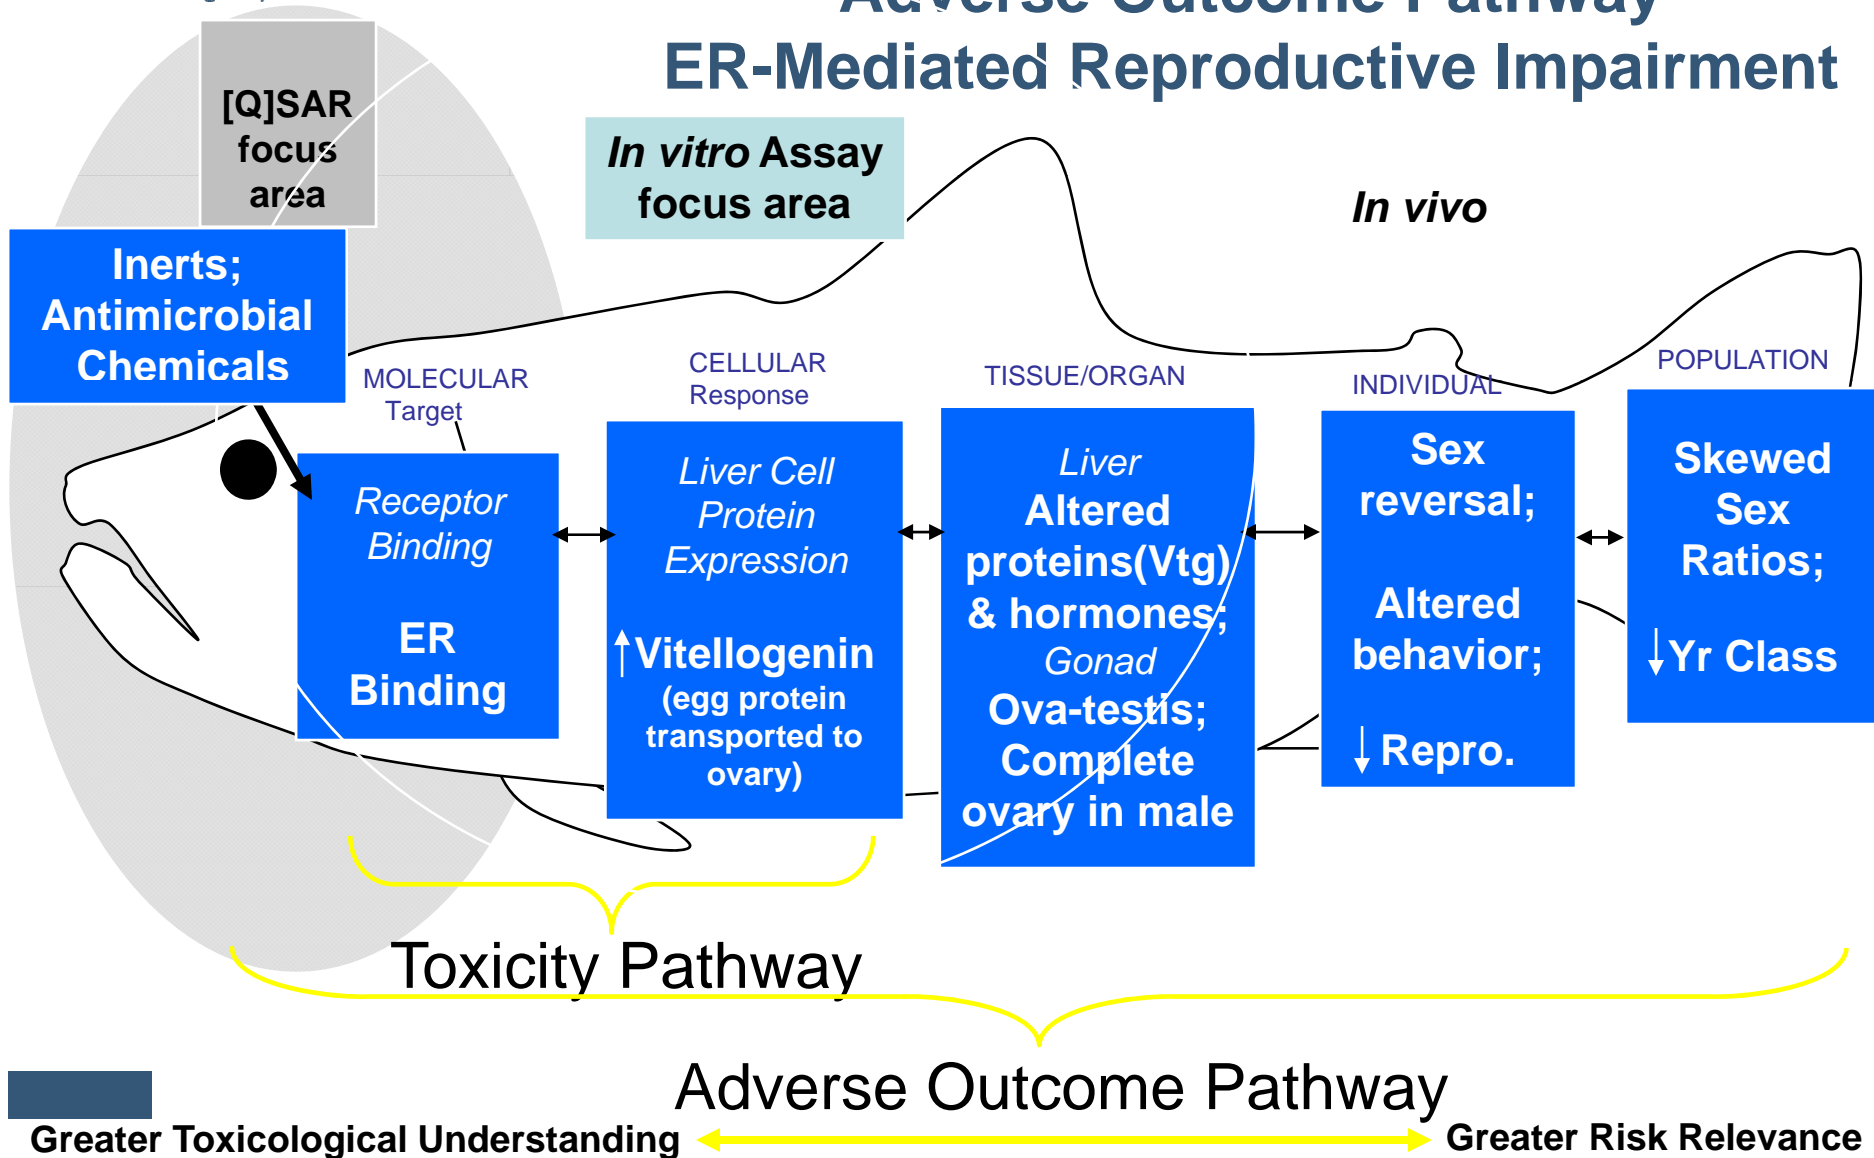 Adverse Outcome Pathway
ER-Mediated Reproductive Impairment
[Q]SAR
focus
area
In vitro Assay
focus area
In vivo
Inerts;
Antimicrobial
Chemicals
MOLECULAR
Target
CELLULAR
Response
TISSUE/ORGAN
INDIVIDUAL
POPULATION
Receptor
Binding
ER
Binding
Liver Cell
Protein
Expression
Vitellogenin
(egg protein
transported to
ovary)
Liver
Altered
proteins(Vtg)
& hormones;
Gonad
Ova-testis;
Complete
ovary in male
Sex
reversal;
Altered
behavior;
Repro.
Skewed
Sex
Ratios;
Yr Class
Toxicity Pathway
Adverse Outcome Pathway
Greater Toxicological Understanding
Greater Risk Relevance